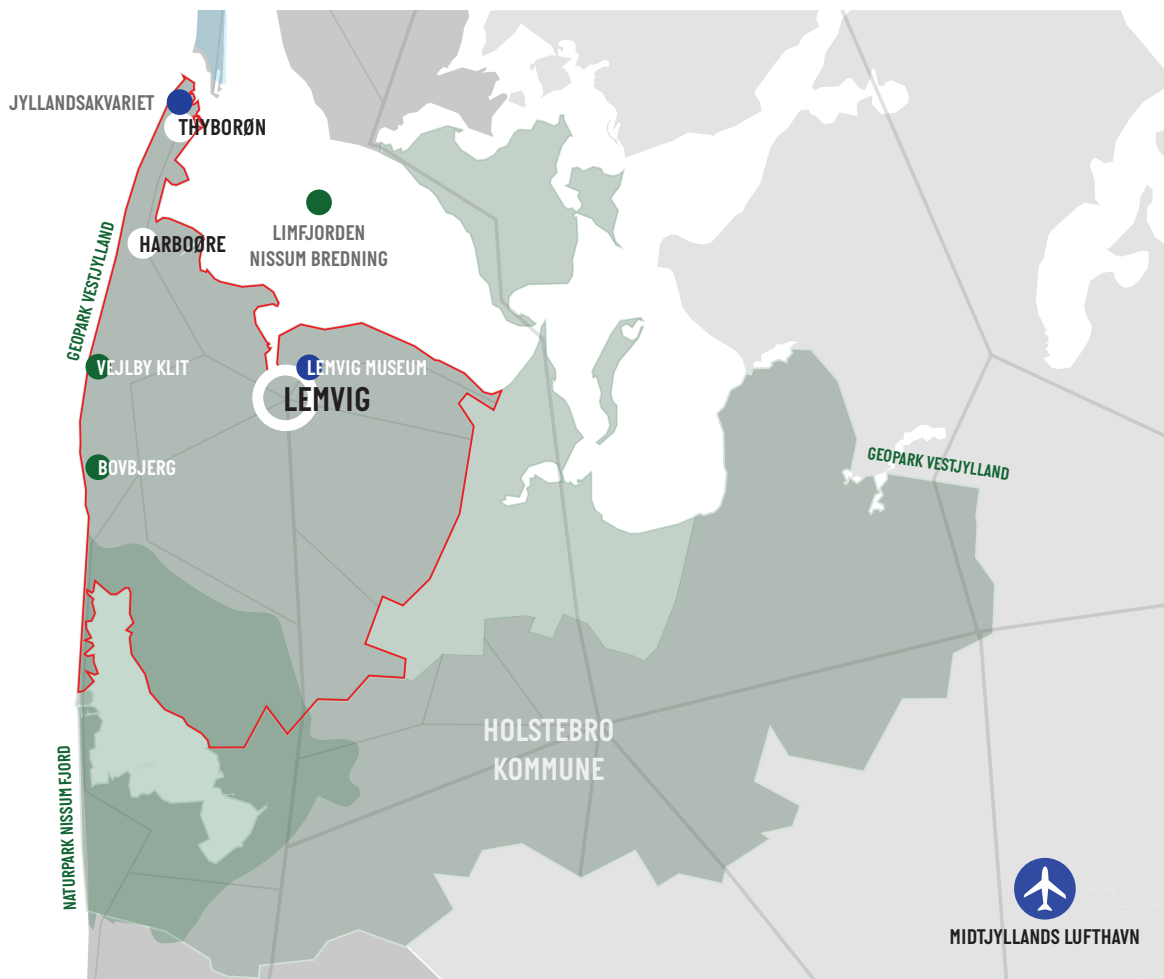 JYLLANDSAKVARIET
THYBORØN
LIMFJORDEN
NISSUM BREDNING
HARBOØRE
GEOPARK VESTJYLLAND
VEJLBY KLIT
LEMVIG MUSEUM
LEMVIG
BOVBJERG
GEOPARK VESTJYLLAND
HOLSTEBRO
KOMMUNE
NATURPARK NISSUM FJORD
MIDTJYLLANDS LUFTHAVN